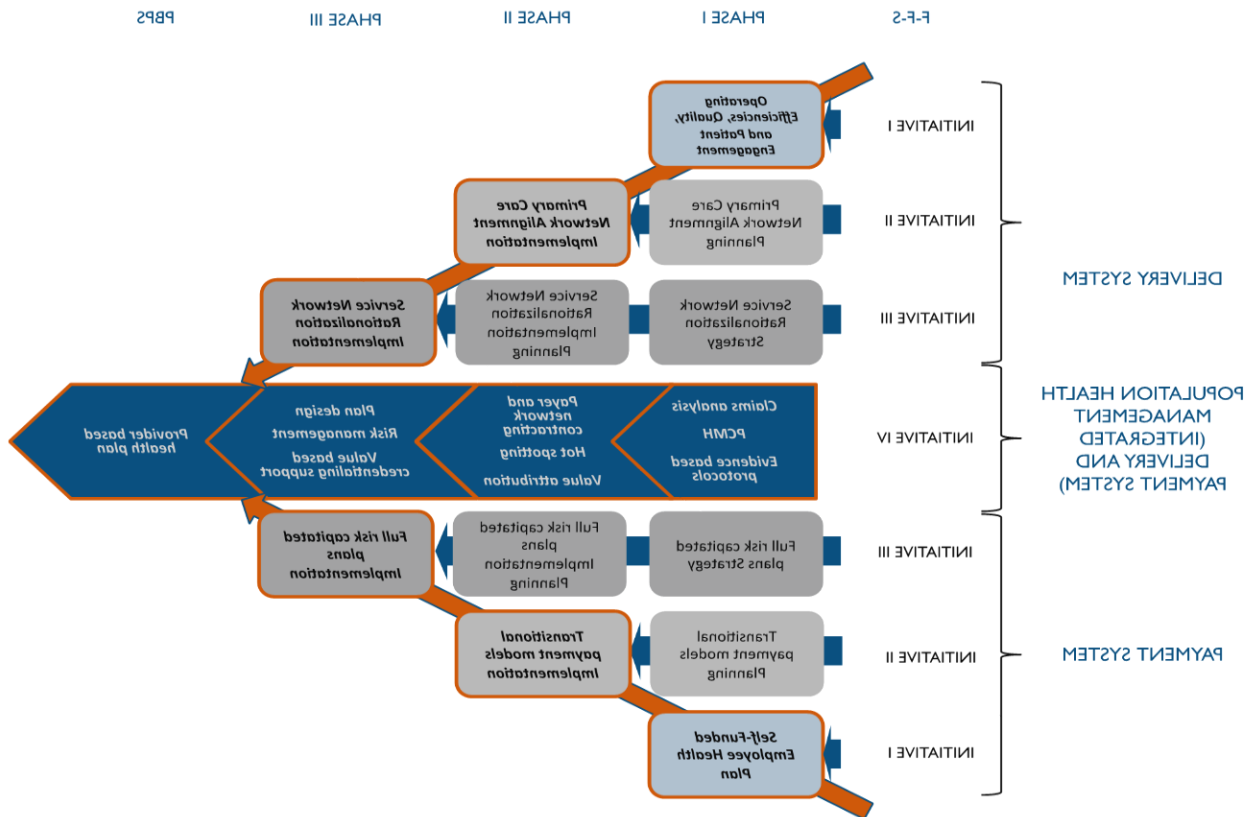 F-F-S
PHASE I
PHASE II
PHASE III
PBPS
DELIVERY SYSTEM
INITIATIVE I
Operating
Efficiencies, Quality,
and Patient
Engagement
INITIATIVE II
Primary Care
Network Alignment
Planning
Primary Care
Network Alignment
Implementation
INITIATIVE III
Service Network
Rationalization
Strategy
Service Network
Rationalization
Implementation
Planning
Service Network
Rationalization
Implementation
POPULATION HEALTH
MANAGEMENT
(INTEGRATED
DELIVERY AND
PAYMENT SYSTEM)
INITIATIVE IV
Claims analysis
PCMH
Evidence based
protocols
Payer and
network
contracting
Hot spotting
Value attribution
Plan design
Risk management
Value based
credentialing support
Provider based
health plan
PAYMENT SYSTEM
INITIATIVE III
Full risk capitated
plans Strategy
Full risk capitated
plans
Implementation
Planning
Full risk capitated
plans
Implementation
INITIATIVE II
Transitional
payment models
Planning
Transitional
payment models
Implementation
INITIATIVE I
Self-Funded
Employee Health
Plan